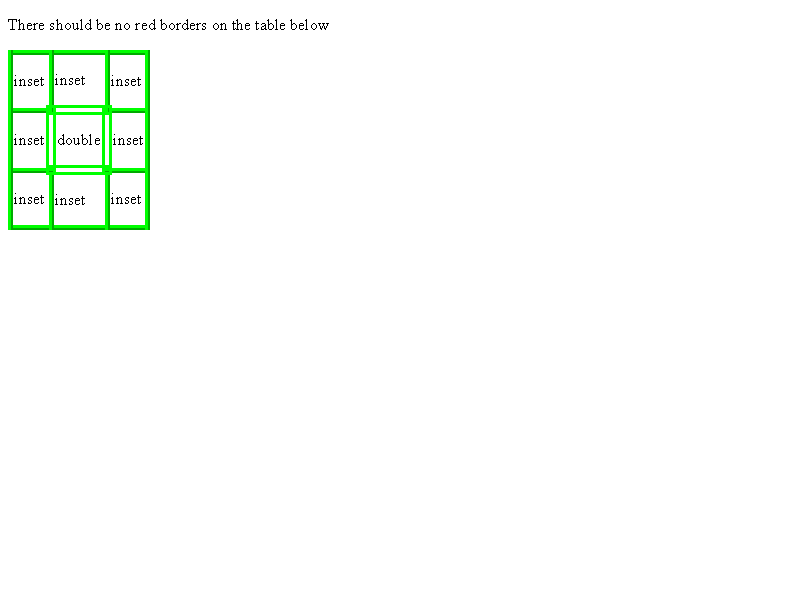 There should be no red borders on the table below
inset inset inset
inset double inset
inset inset inset